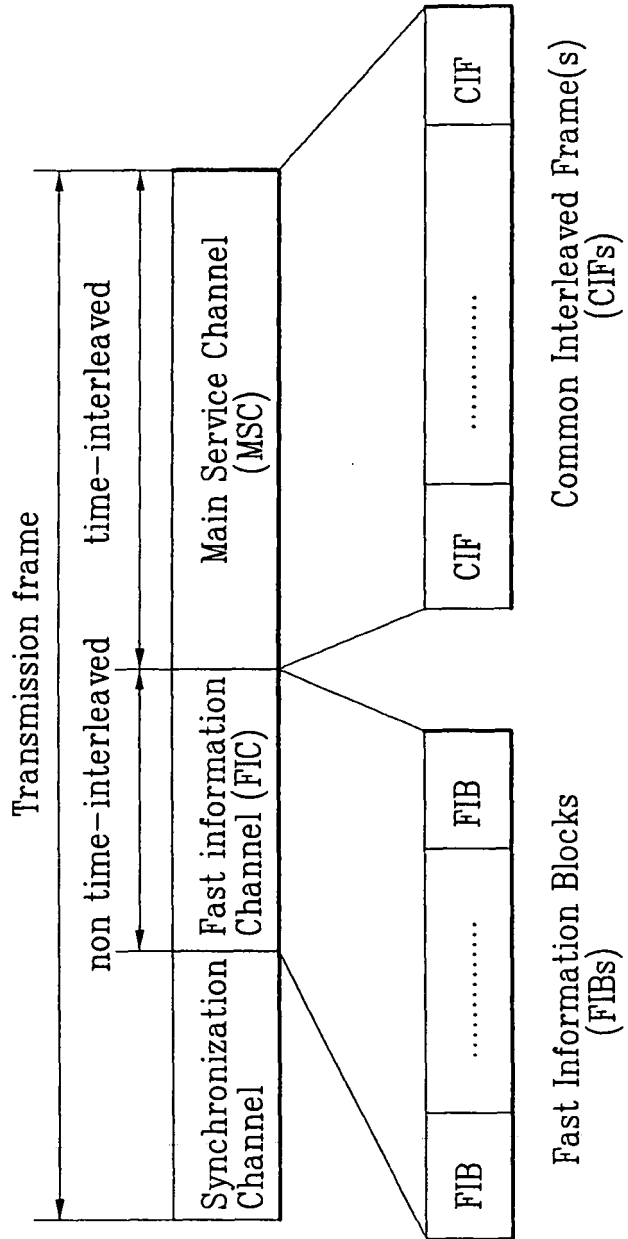 Transmission frame
non time-interleaved
time-interleaved
Synchronization
Channel
Fast information
Channel (FIC)
Main Service Channel
(MSC)
FIB
.............
FIB
CIF
.............
CIF
Fast Information Blocks
(FIBs)
Common Interleaved Frame(s)
(CIFs)